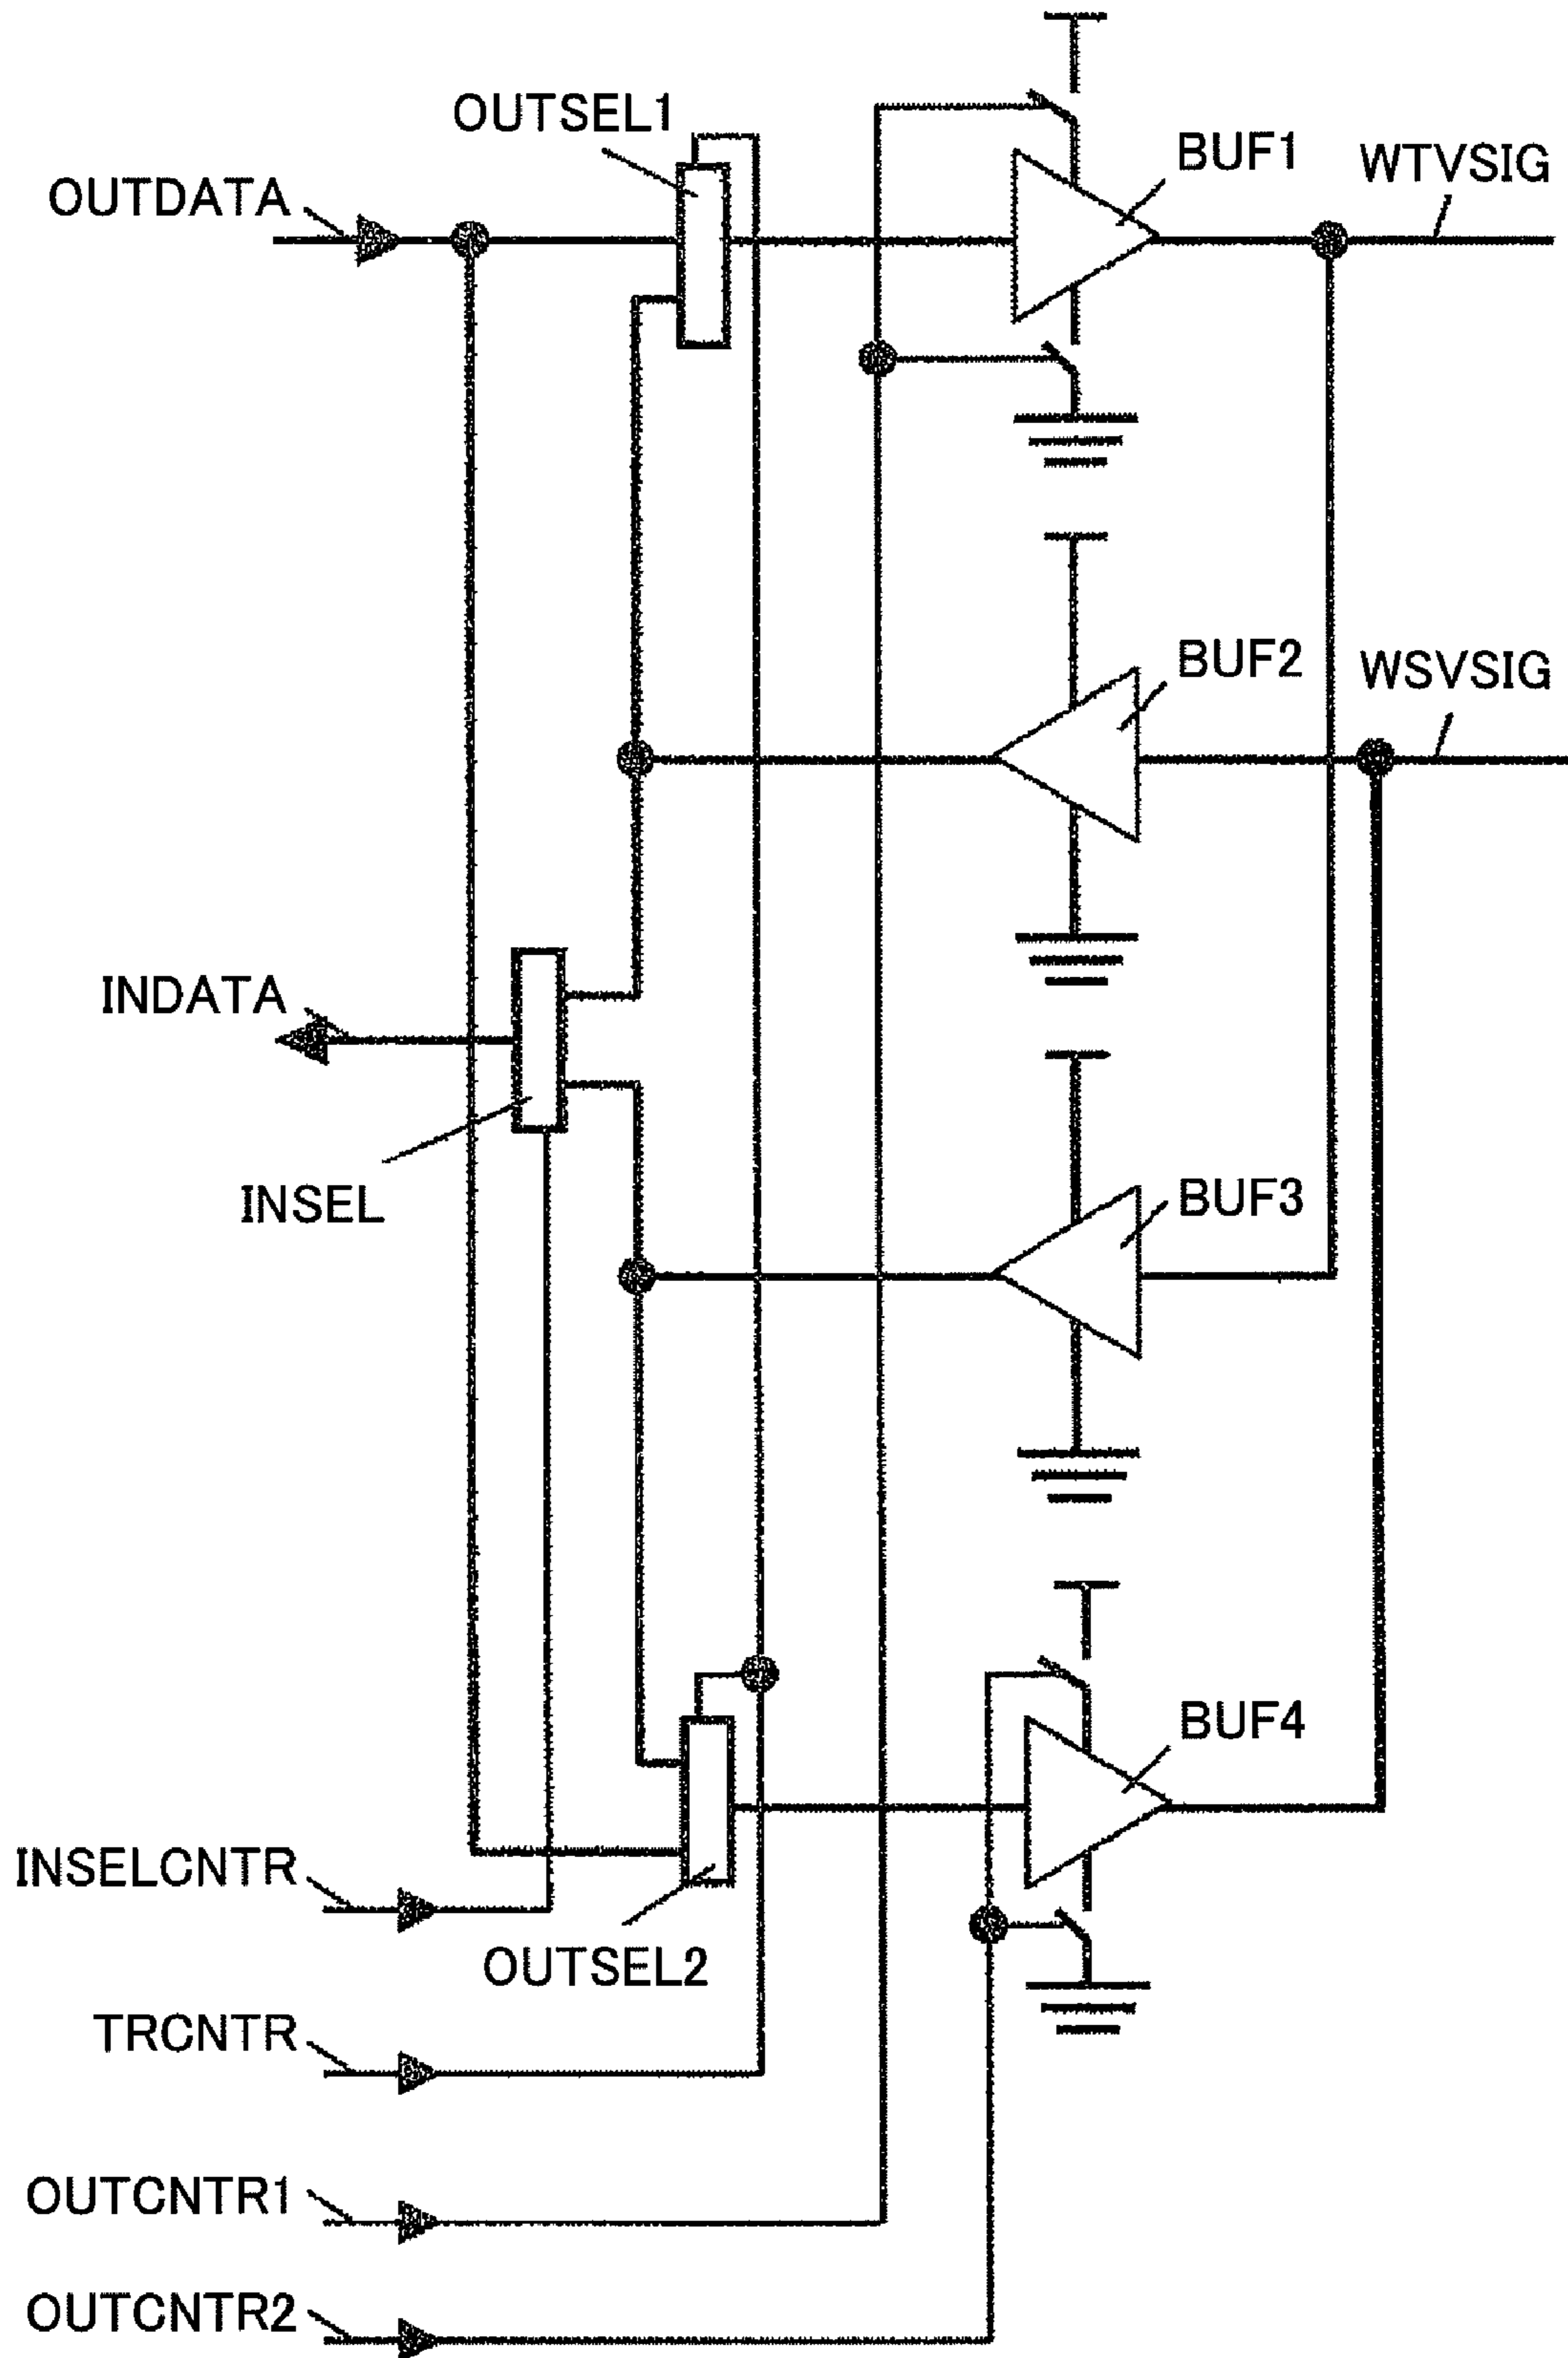 OUTSEL1
BUF1
WTVSIG
OUTDATA
BUF2
WSVSIG
INDATA
INSEL
BUF3
BUF4
INSELCNTR
OUTSEL2
TRCNTR
OUTCNTR1
OUTCNTR2